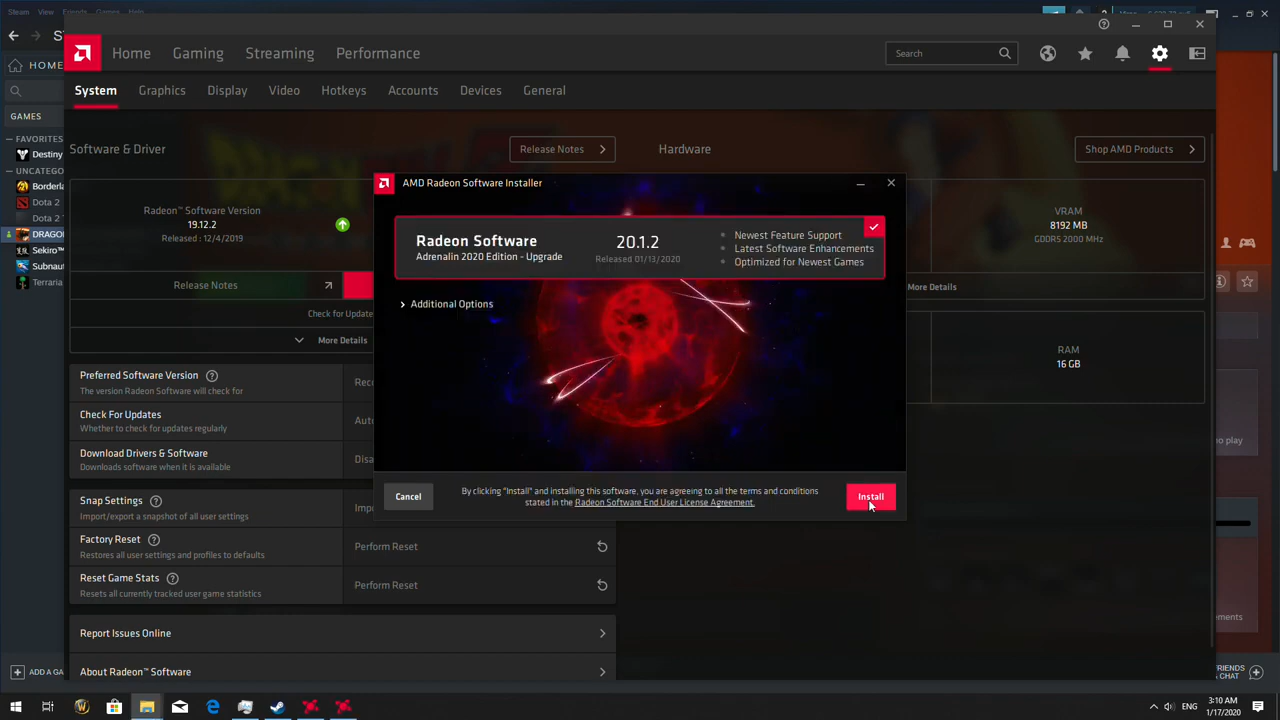 Steam View Friends Games Help
Home Gaming Streaming Performance
Search
HOME
System Graphics Display Video Hotkeys Accounts Devices General
GAMES
FAVORITES
Destiny
UNCATEG
Borderla
Dota 2
Dota 2 T
DRAGO
Sekiro™
Subnaut
Terraria
Software & Driver
Release Notes
Hardware
Shop AMD Products
Radeon™ Software Version
19.12.2
Released : 12/4/2019
Release Notes
Check for Update
More Details
VRAM
8192 MB
GDDR5 2000 MHz
More Details
RAM
16 GB
AMD Radeon Software Installer
Radeon Software
Adrenalin 2020 Edition - Upgrade
20.1.2
Released 01/13/2020
Newest Feature Support
Latest Software Enhancements
Optimized for Newest Games
Additional Options
Cancel
By clicking "Install" and installing this software, you are agreeing to all the terms and conditions
stated in the Radeon Software End User License Agreement.
Install
Preferred Software Version
The version Radeon Software will check for
Reco
Check For Updates
Whether to check for updates regularly
Auto
Download Drivers & Software
Downloads software when it is available
Disa
Snap Settings
Import/export a snapshot of all user settings
Impo
Factory Reset
Restores all user settings and profiles to defaults
Perform Reset
Reset Game Stats
Resets all currently tracked user game statistics
Perform Reset
Report Issues Online
About Radeon™ Software
o play
ements
ADD A GA
FRIENDS
& CHAT
ENG
3:10 AM
1/17/2020